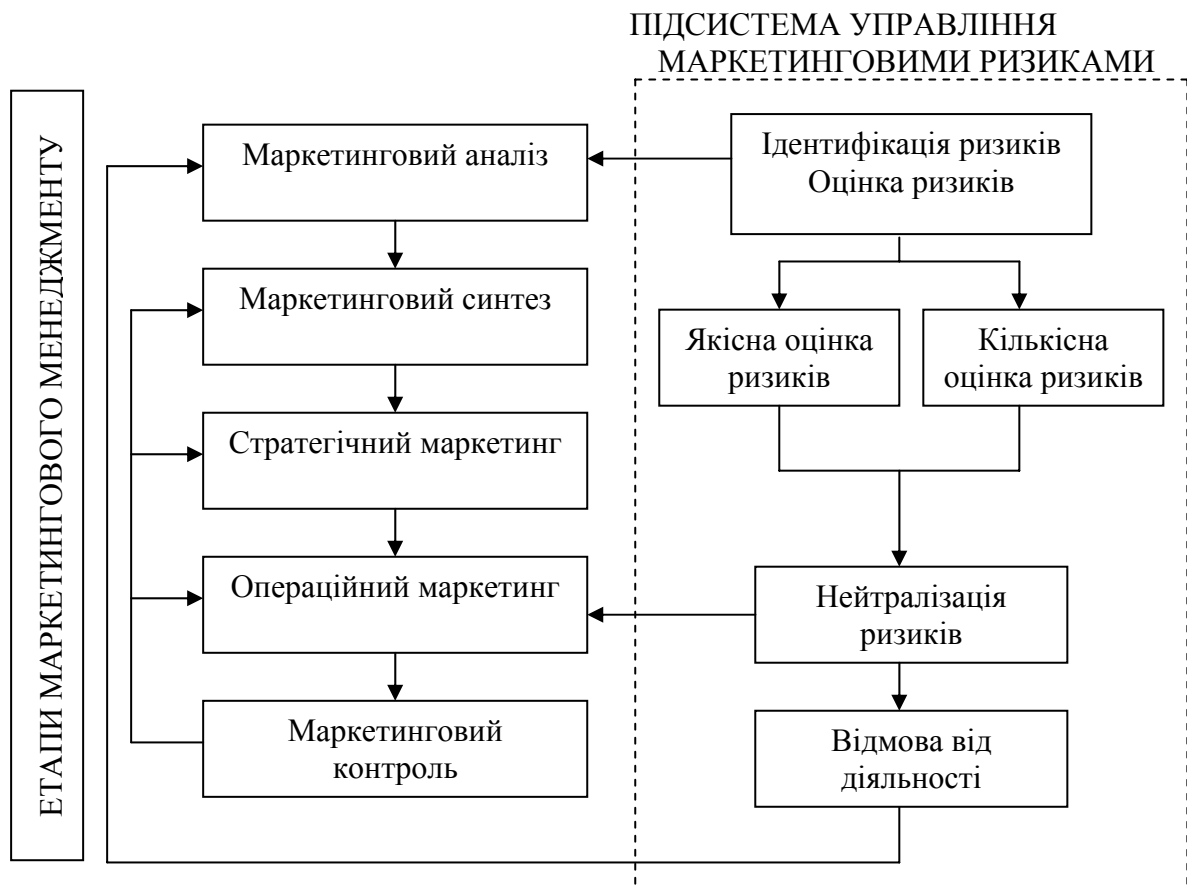 ПІДСИСТЕМА УПРАВЛІННЯ
МАРКЕТИНГОВИМИ РИЗИКАМИ
ЕТАПИ МАРКЕТИНГОВОГО МЕНЕДЖМЕНТУ
Маркетинговий аналіз
Маркетинговий синтез
Стратегічний маркетинг
Операційний маркетинг
Маркетинговий
контроль
Ідентифікація ризиків
Оцінка ризиків
Якісна оцінка
ризиків
Кількісна
оцінка ризиків
Нейтралізація
ризиків
Відмова від
діяльності